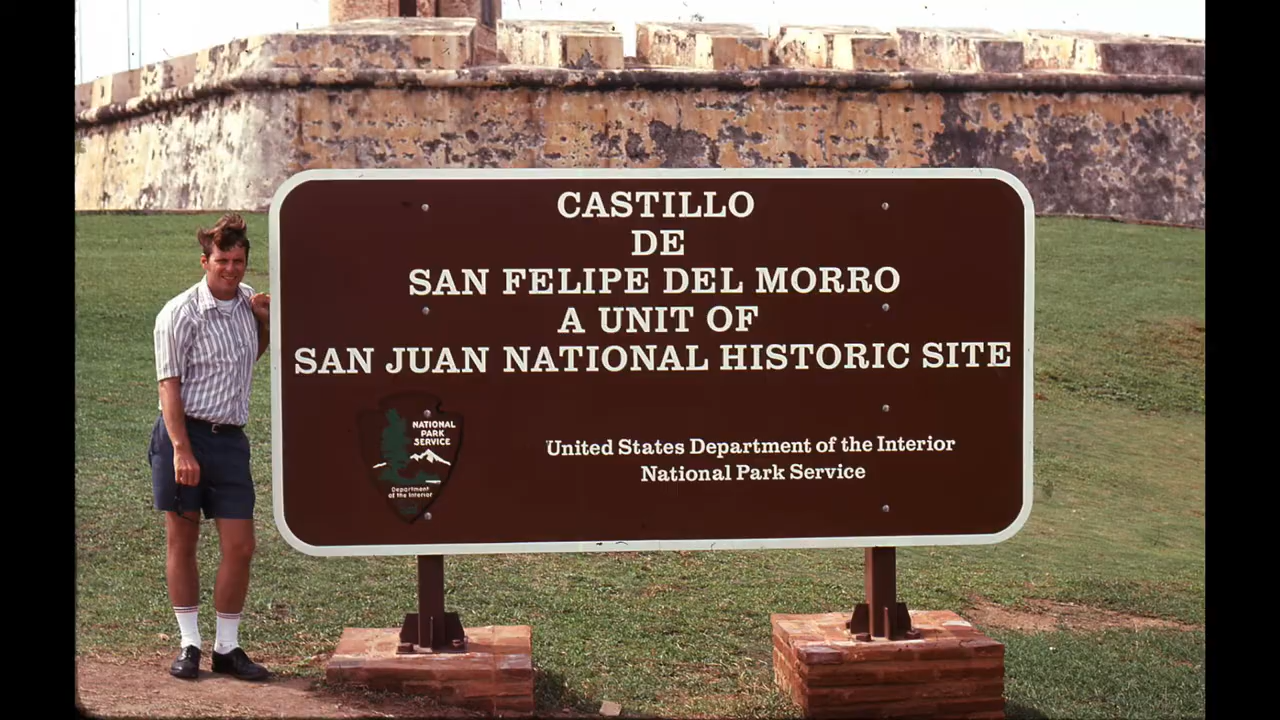 CASTILLO
DE
SAN FELIPE DEL MORRO
A UNIT OF
SAN JUAN NATIONAL HISTORIC SITE
NATIONAL
PARK
SERVICE
Department
of the Interior
United States Department of the Interior
National Park Service